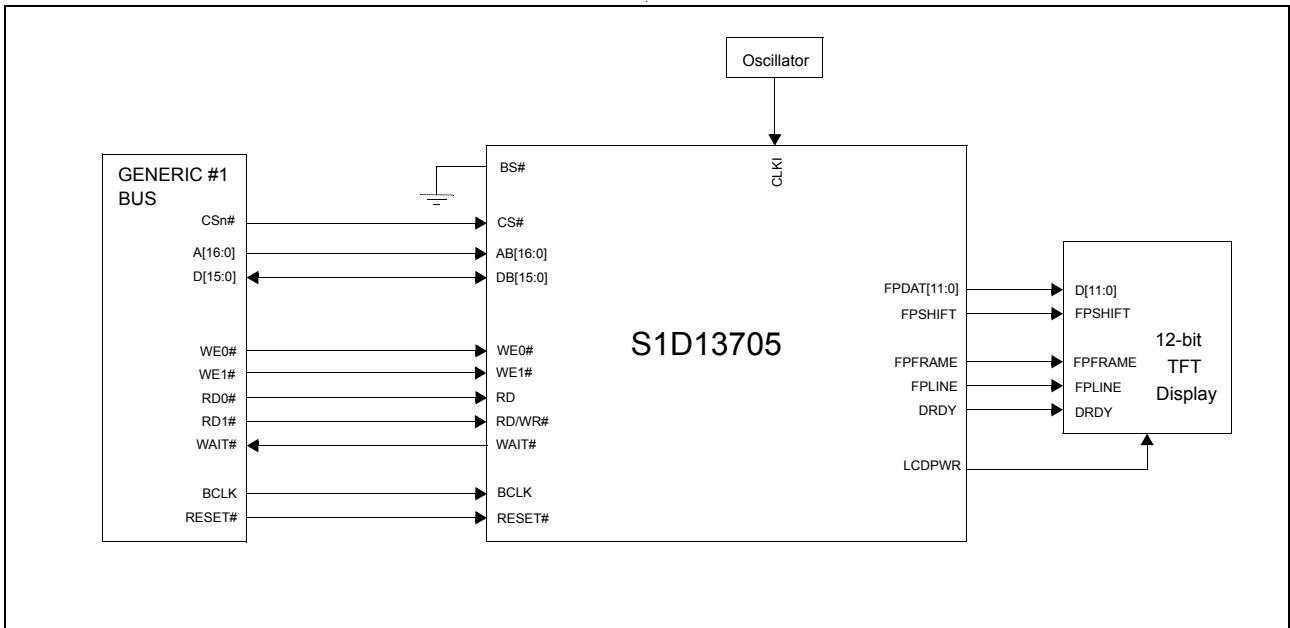 Oscillator
CLKI
GENERIC #1
BUS
CSn#
A[16:0]
D[15:0]
WE0#
WE1#
RD0#
RD1#
WAIT#
BCLK
RESET#
BS#
CS#
AB[16:0]
DB[15:0]
WE0#
WE1#
RD
RD/WR#
WAIT#
BCLK
RESET#
S1D13705
FPDAT[11:0]
FPSHIFT
FPFRAME
FPLINE
DRDY
LCDPWR
D[11:0]
FPSHIFT
FPFRAME
FPLINE
DRDY
12-bit
TFT
Display